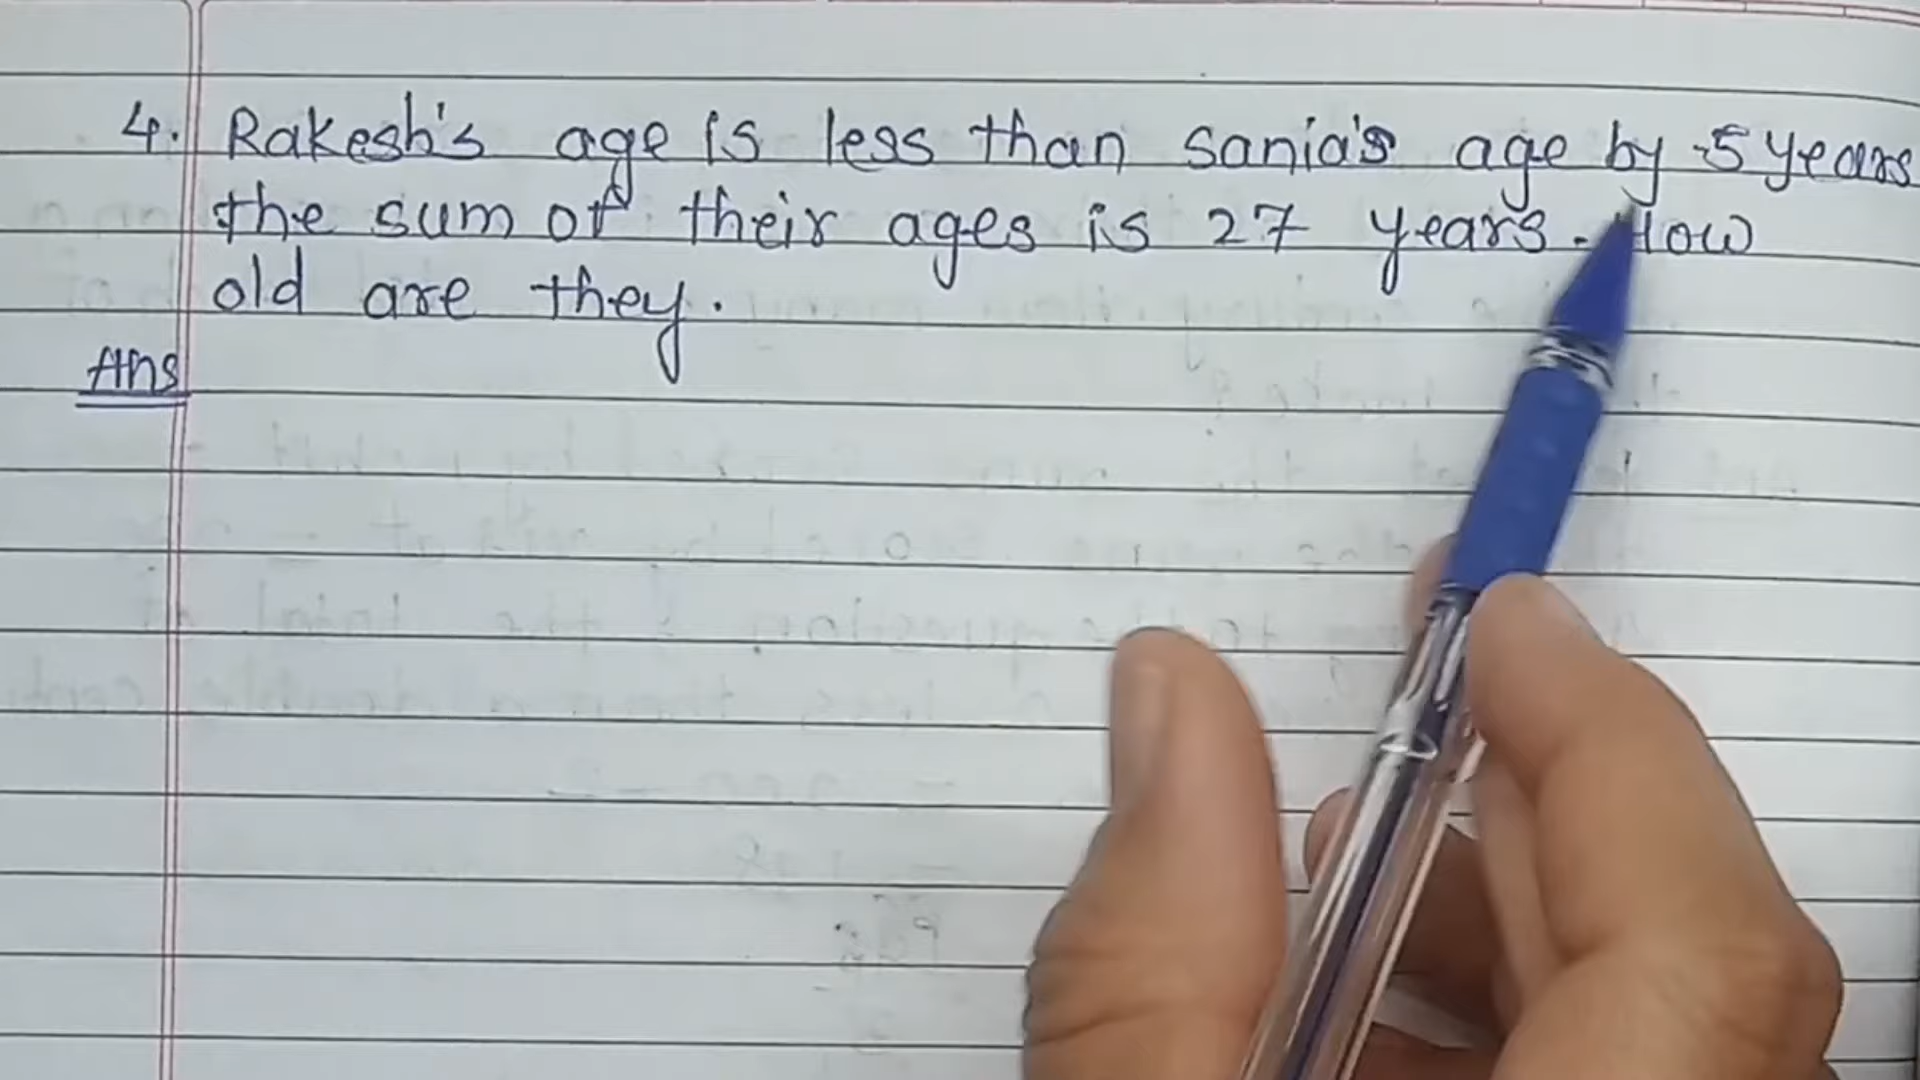 4. Rakesh's age is less than sania's age by 5 years
the sum of their ages is 27 years. How
old are they.
Ans